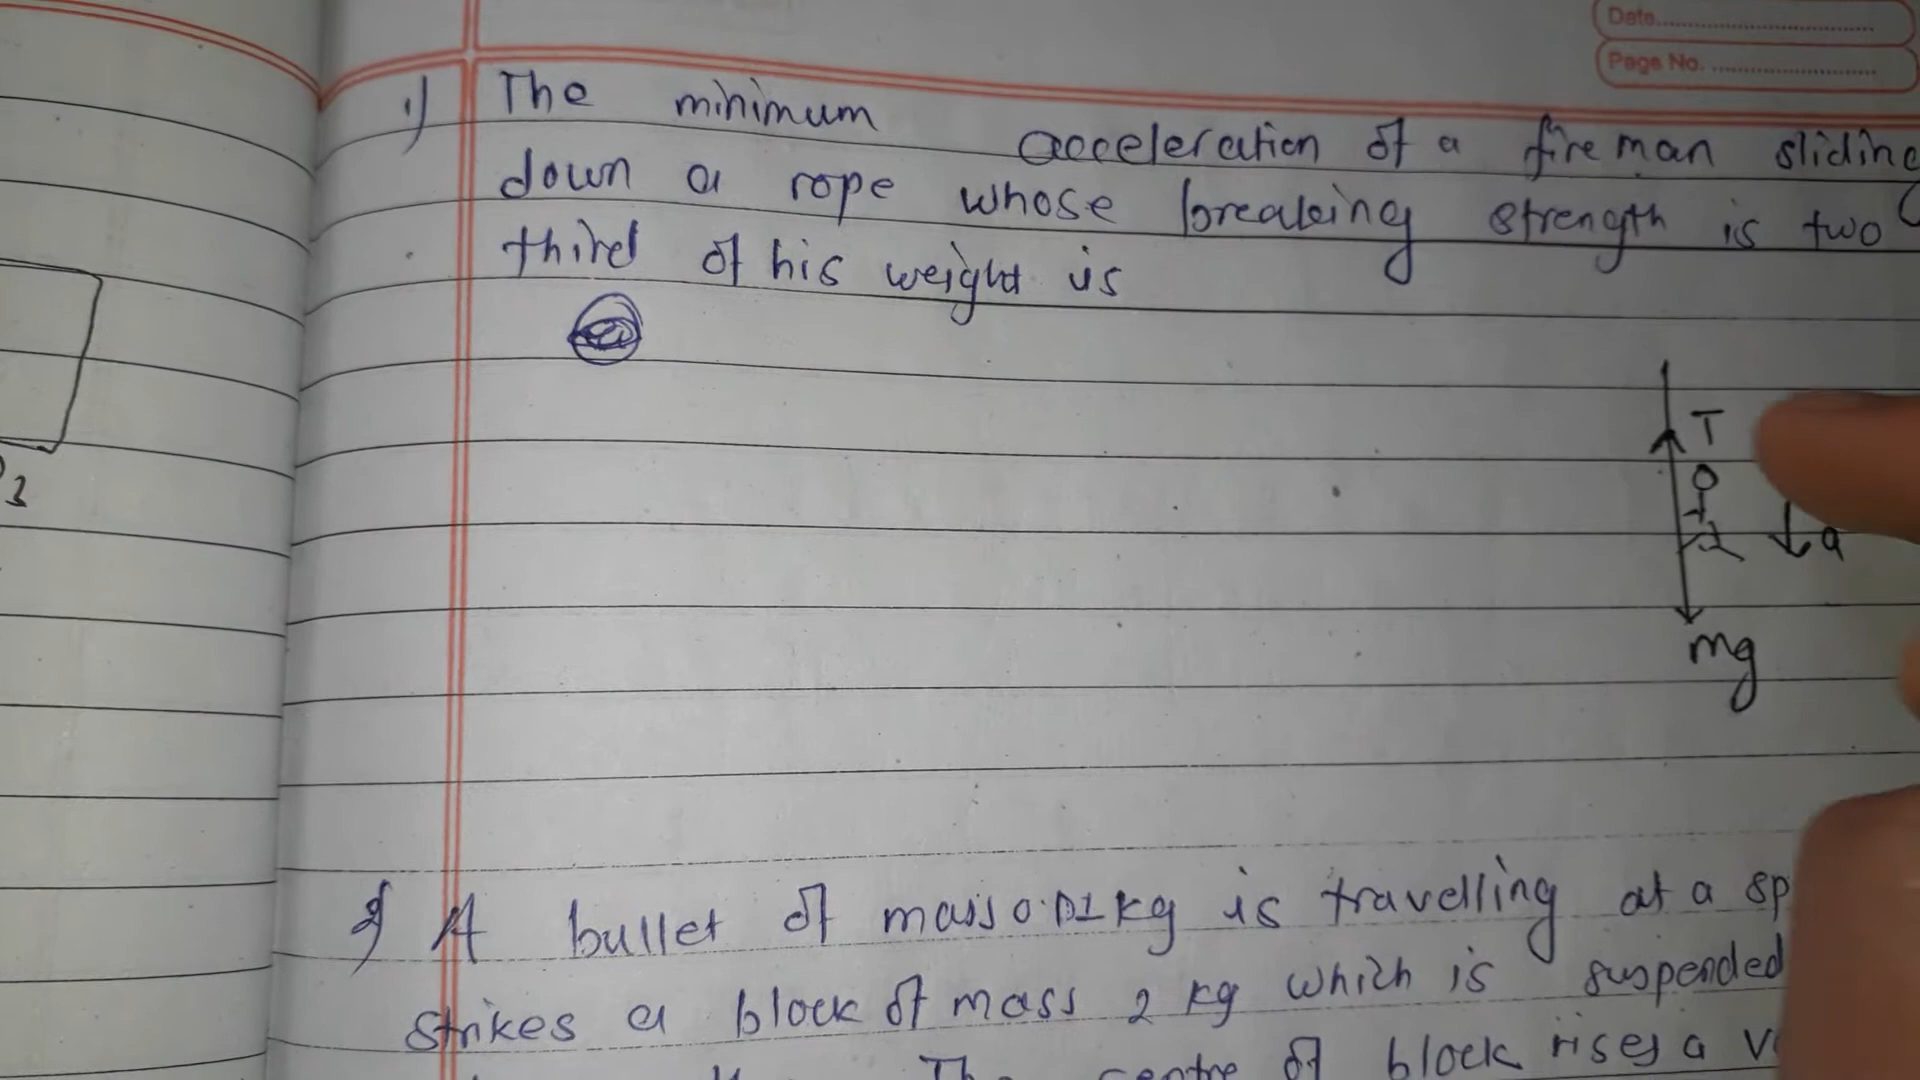 Date
Page No.
1) The minimum acceleration of a fireman sliding
down a rope whose breaking strength is two
third of his weight is
T
a
mg
3
2) A bullet of mass 0.01 kg is travelling at a sp
strikes a block of mass 2 kg which is suspended
centre of block rises a v